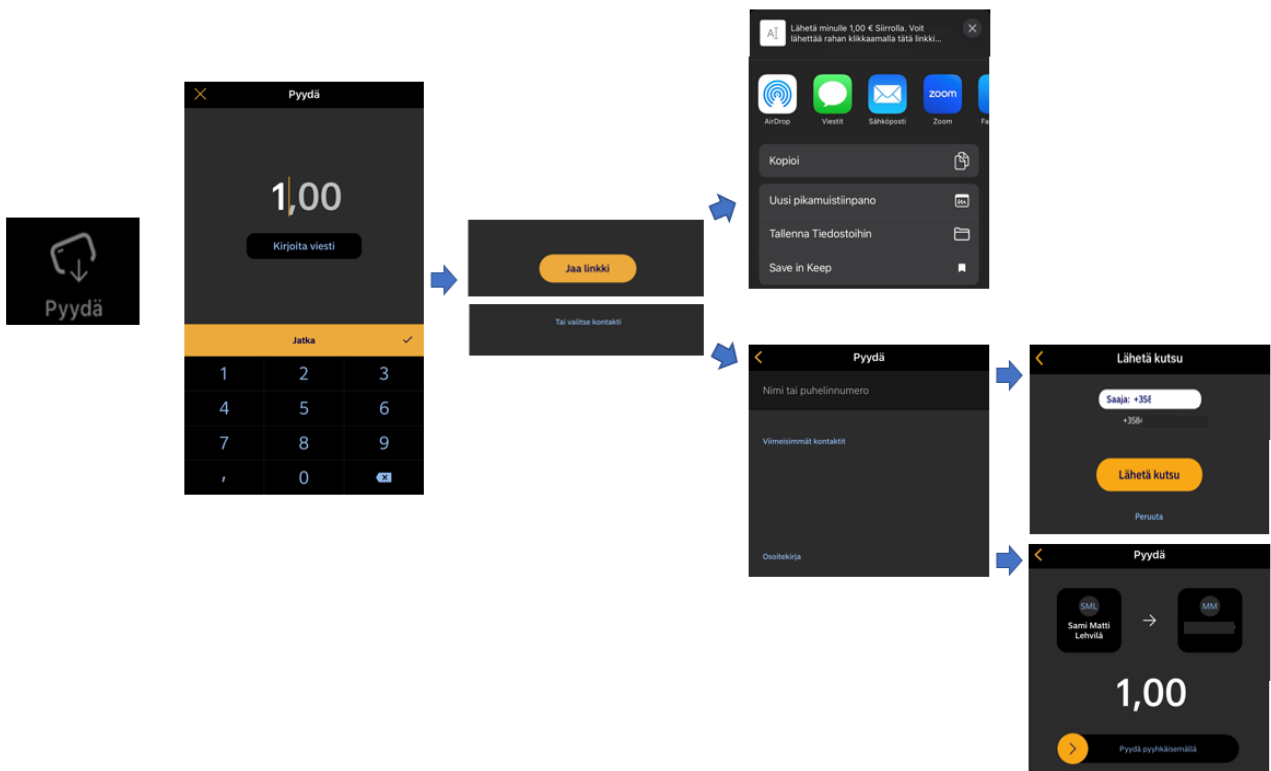 Pyydä
Pyydä
1,00
Kirjoita viesti
Jatka
1 2 3
4 5 6
7 8 9
, 0
Jaa linkki
Tai valitse kontakti
AI
Lähetä minulle 1,00 € Siirrolla. Voit
lähettää rahan klikkaamalla tätä linkki...
zoom
AirDrop Viestit Sähköposti Zoom Fa
Kopioi
Uusi pikamuistiinpano
Tallenna Tiedostoihin
Save in Keep
Pyydä
Nimi tai puhelinnumero
Viimeisimmät kontaktit
Osoitekirja
Lähetä kutsu
Saaja: +358
+358
Lähetä kutsu
Peruuta
Pyydä
SML MM
Sami Matti
Lehvilä
1,00
Pyydä pyyhkäisemällä